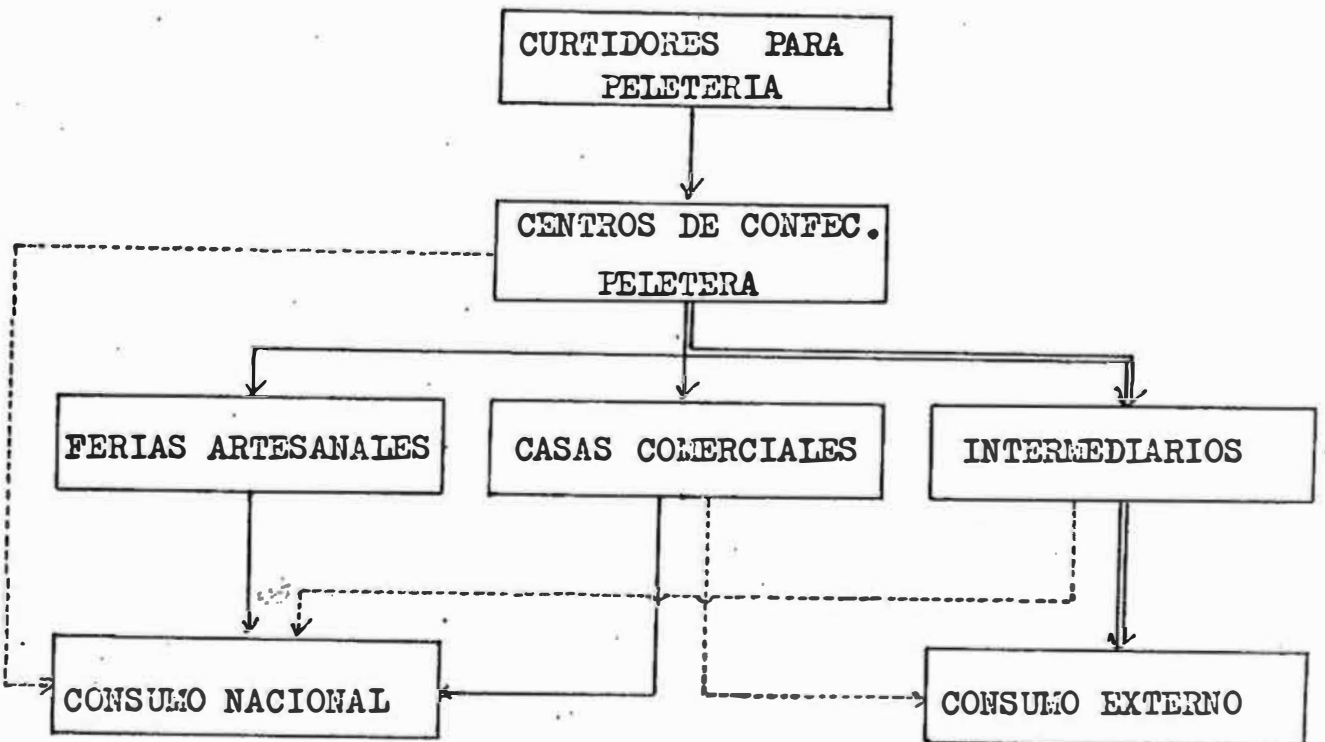 CURTIDORES PARA
PELETERIA
CENTROS DE CONFEC.
PELETERA
FERIAS ARTESANALES
CASAS COMERCIALES
INTERMEDIARIOS
CONSUMO NACIONAL
CONSUMO EXTERNO